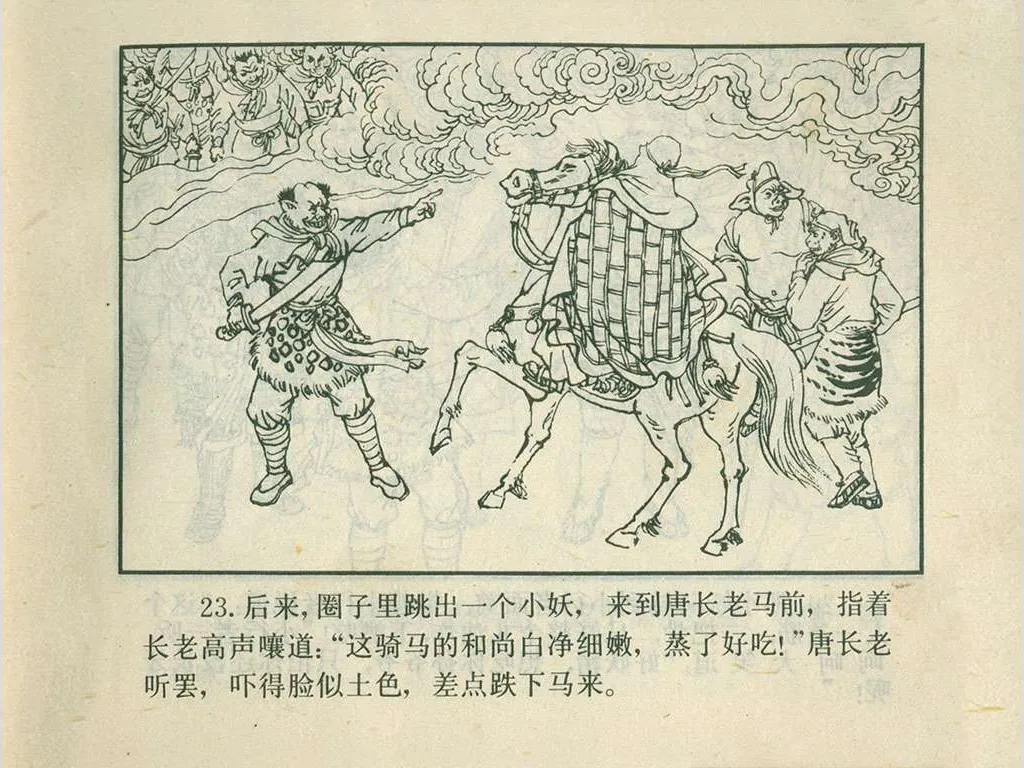 23. 后来,圈子里跳出一个小妖，来到唐长老马前，指着
长老高声嚷道：“这骑马的和尚白净细嫩，蒸了好吃！”唐长老
听罢，吓得脸似土色，差点跌下马来。